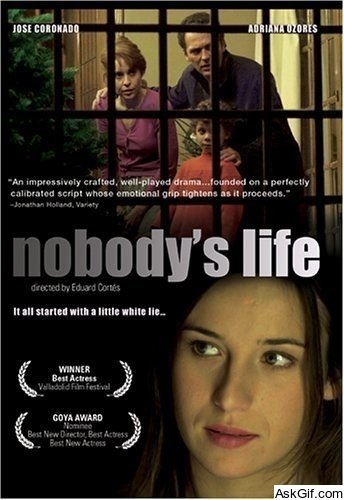 JOSE CORONADO
ADRIANA OZORES
“An impressively crafted, well-played drama...founded on a perfectly
calibrated script whose emotional grip tightens as it proceeds.”
–Jonathan Holland, Variety
nobody's life
directed by Eduard Cortés
It all started with a little white lie...
WINNER
Best Actress
Valladolid Film Festival
GOYA AWARD
Nominee
Best New Director, Best Actress
Best New Actress
AskGif.com